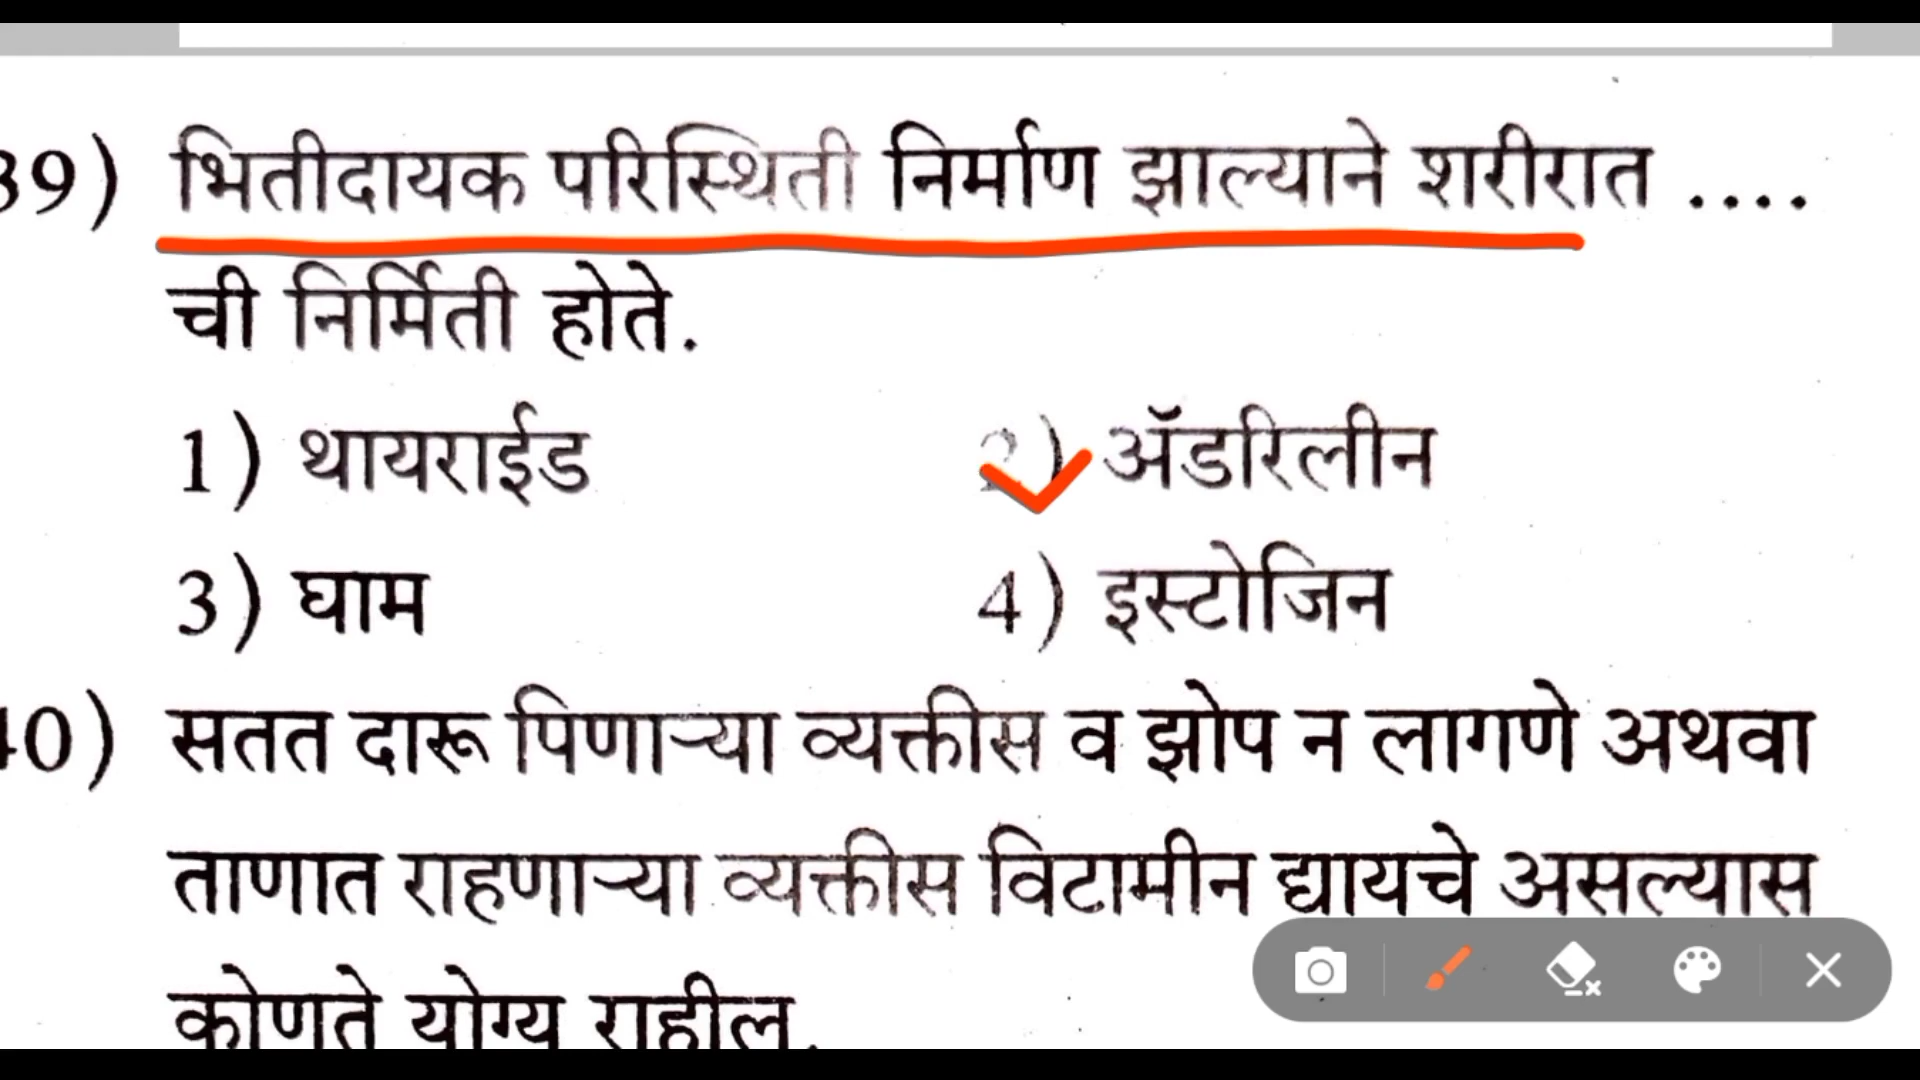 39) भितीदायक परिस्थिती निर्माण झाल्याने शरीरात ....
ची निर्मिती होते.
1) थायराईड 2) ॲडरिलीन
3) घाम 4) इस्टोजिन
40) सतत दारू पिणाऱ्या व्यक्तीस व झोप न लागणे अथवा
ताणात राहणाऱ्या व्यक्तीस विटामीन द्यायचे असल्यास
कोणते योग्य राहील.